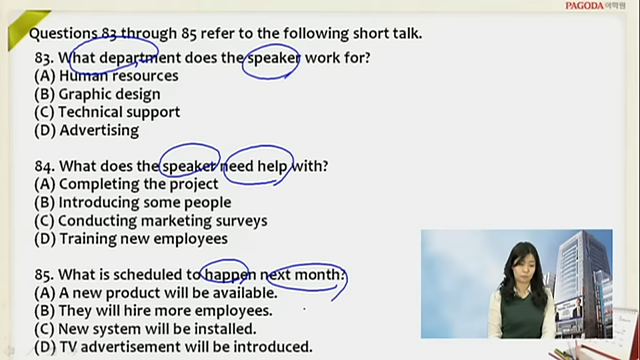 PAGODA 어학원
Questions 83 through 85 refer to the following short talk.
83. What department does the speaker work for?
(A) Human resources
(B) Graphic design
(C) Technical support
(D) Advertising
84. What does the speaker need help with?
(A) Completing the project
(B) Introducing some people
(C) Conducting marketing surveys
(D) Training new employees
85. What is scheduled to happen next month?
(A) A new product will be available.
(B) They will hire more employees.
(C) New system will be installed.
(D) TV advertisement will be introduced.